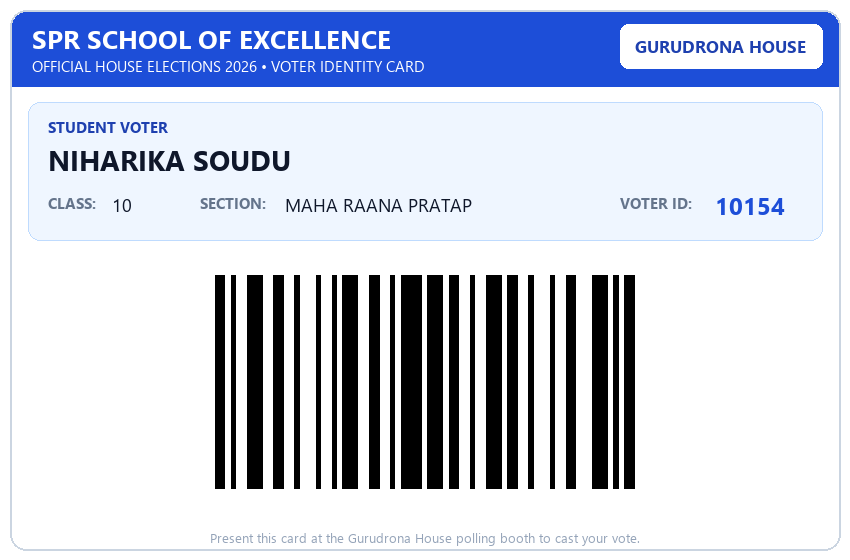 SPR SCHOOL OF EXCELLENCE
OFFICIAL HOUSE ELECTIONS 2026 • VOTER IDENTITY CARD
GURUDRONA HOUSE
STUDENT VOTER
NIHARIKA SOUDU
CLASS: 10 SECTION: MAHA RAANA PRATAP VOTER ID: 10154
Present this card at the Gurudrona House polling booth to cast your vote.